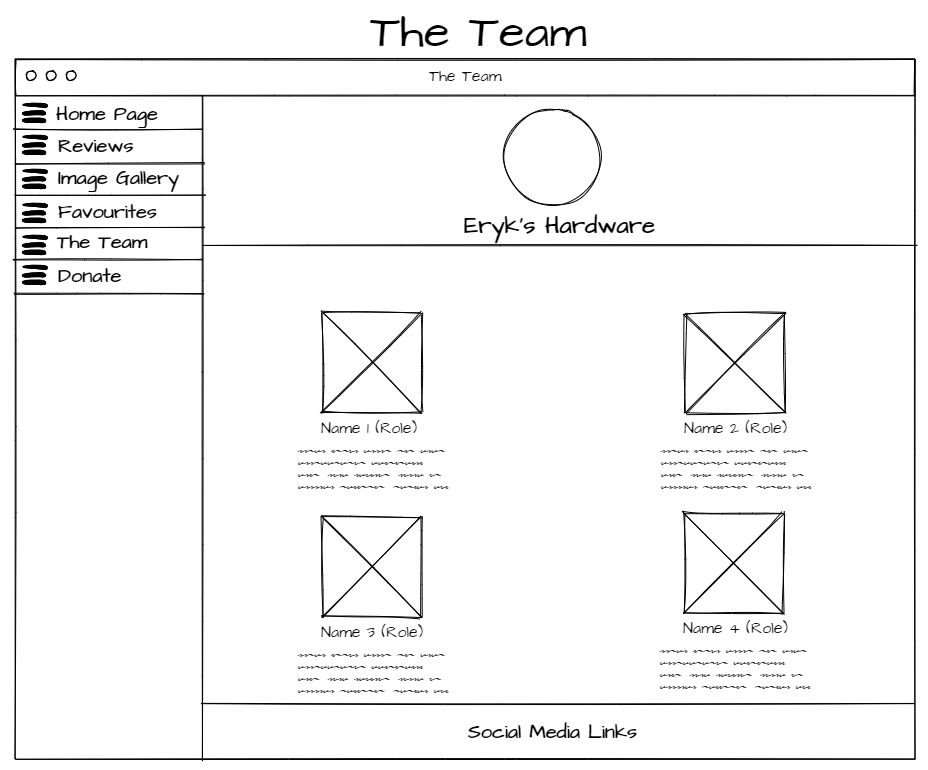 The Team
The Team
Home Page
Reviews
Image Gallery
Favourites
The Team
Donate
Eryk's Hardware
Name 1 (Role)
Name 2 (Role)
Name 3 (Role)
Name 4 (Role)
Social Media Links